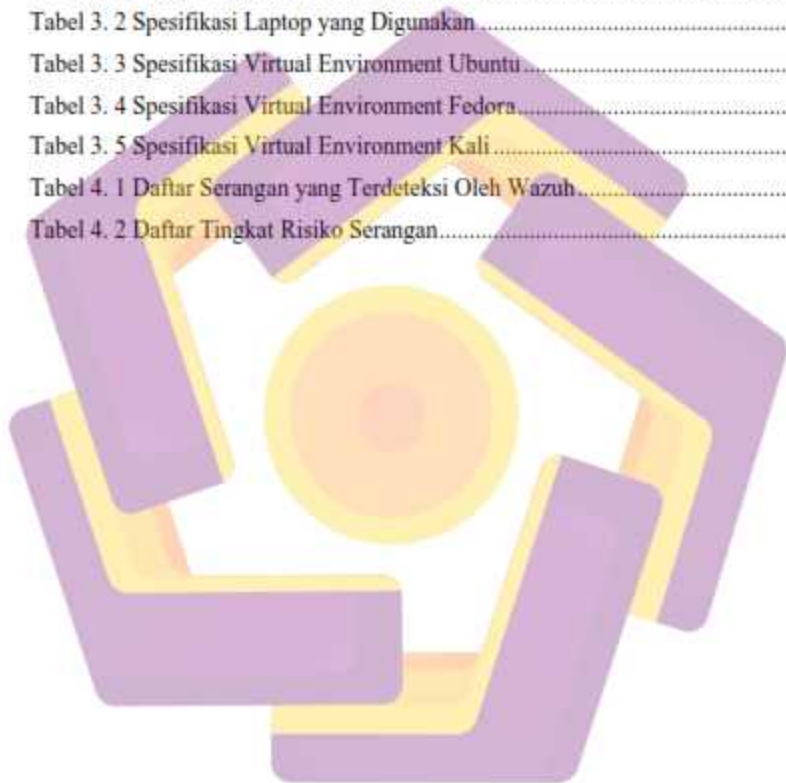 Tabel 3. 2 Spesifikasi Laptop yang Digunakan ............................................................
Tabel 3. 3 Spesifikasi Virtual Environment Ubuntu ....................................................
Tabel 3. 4 Spesifikasi Virtual Environment Fedora......................................................
Tabel 3. 5 Spesifikasi Virtual Environment Kali ..........................................................
Tabel 4. 1 Daftar Serangan yang Terdeteksi Oleh Wazuh..........................................
Tabel 4. 2 Daftar Tingkat Risiko Serangan....................................................................